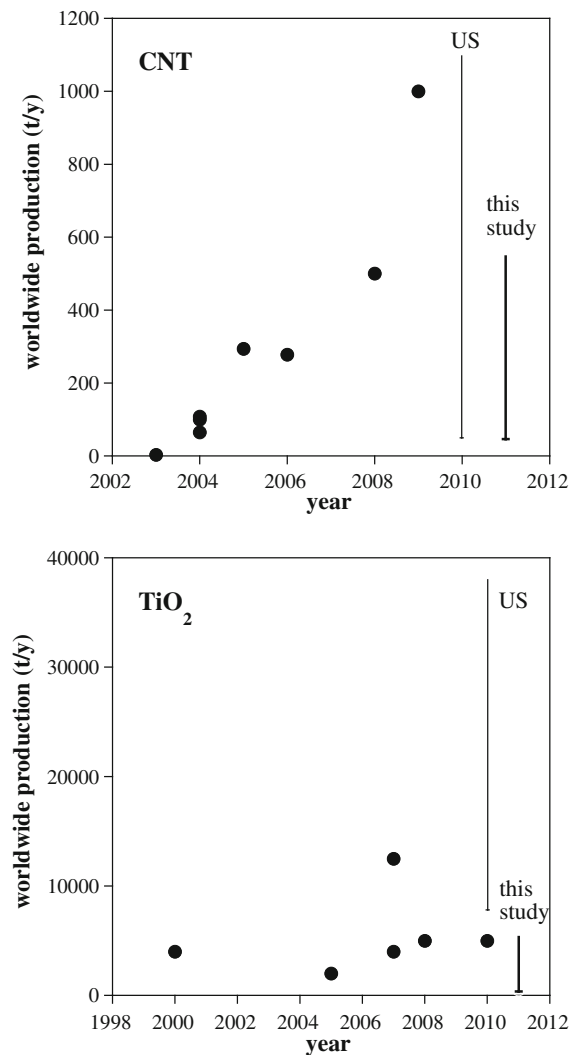 1200
CNT
US
1000
worldwide production (t/y)
800
this
study
600
400
200
0
2002 2004 2006 2008 2010 2012
year
40000
TiO2
US
30000
worldwide production (t/y)
20000
10000
this
study
0
1998 2000 2002 2004 2006 2008 2010 2012
year